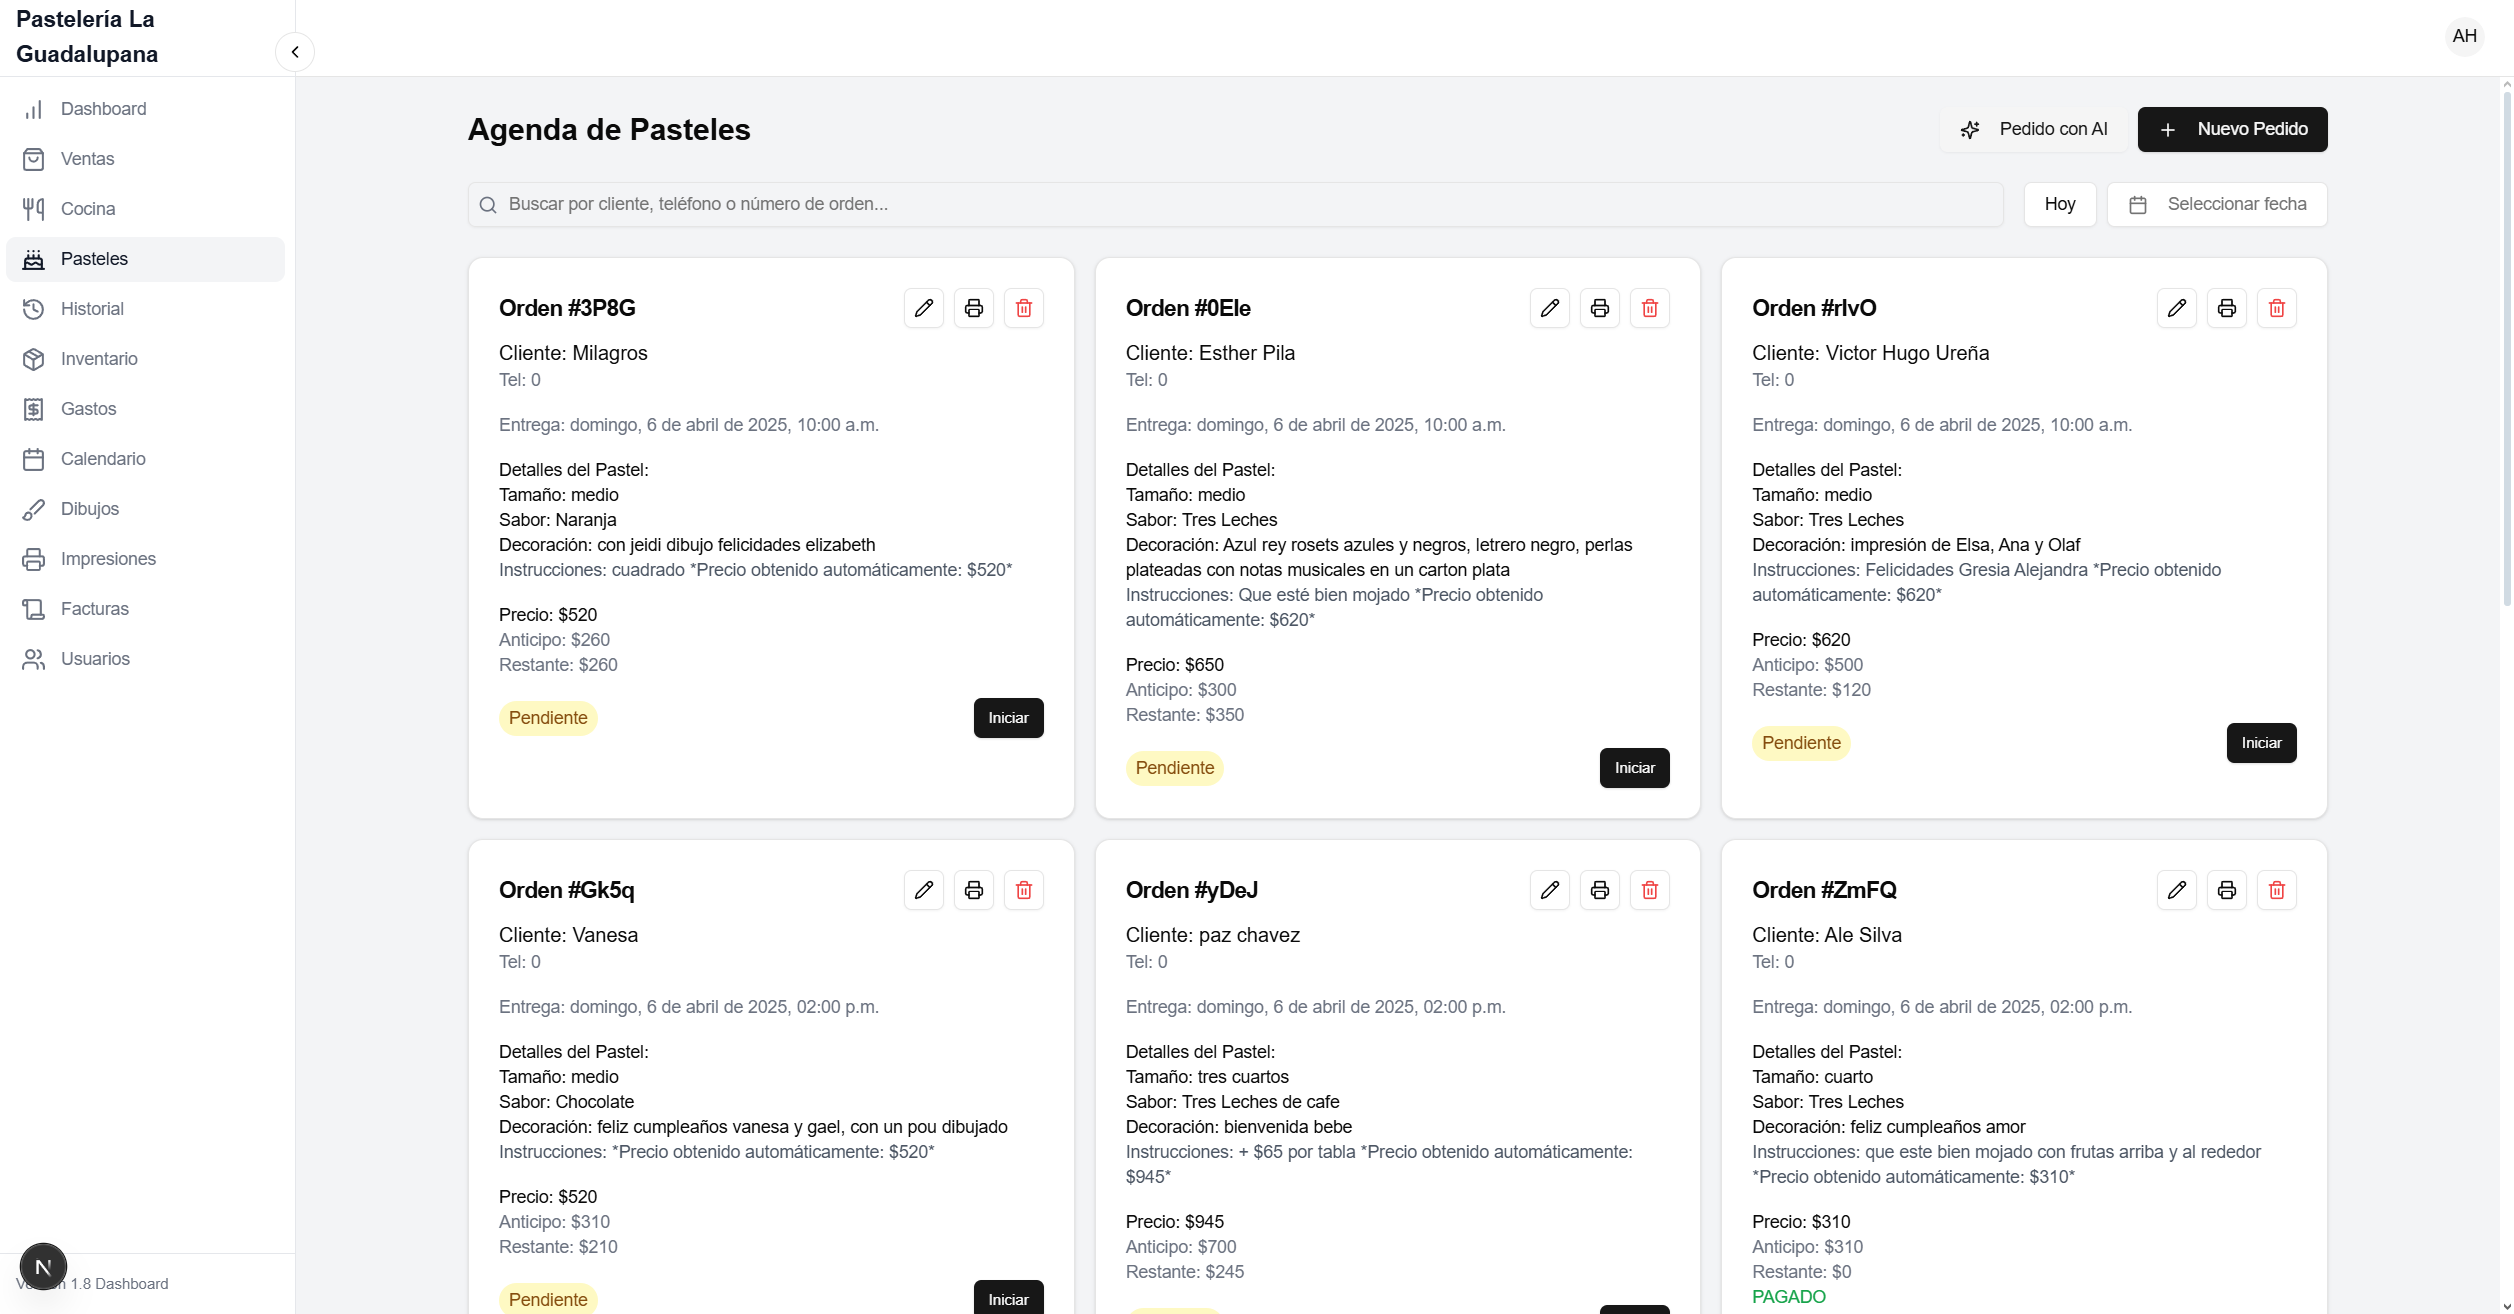 Pastelería La
Guadalupana
AH
Dashboard
Ventas
Cocina
Pasteles
Historial
Inventario
Gastos
Calendario
Dibujos
Impresiones
Facturas
Usuarios
N
1.8 Dashboard
Agenda de Pasteles
Pedido con AI
Nuevo Pedido
Buscar por cliente, teléfono o número de orden...
Hoy
Seleccionar fecha
Orden #3P8G
Cliente: Milagros
Tel: 0
Entrega: domingo, 6 de abril de 2025, 10:00 a.m.
Detalles del Pastel:
Tamaño: medio
Sabor: Naranja
Decoración: con jeidi dibujo felicidades elizabeth
Instrucciones: cuadrado *Precio obtenido automáticamente: $520*
Precio: $520
Anticipo: $260
Restante: $260
Pendiente
Iniciar
Orden #0Ele
Cliente: Esther Pila
Tel: 0
Entrega: domingo, 6 de abril de 2025, 10:00 a.m.
Detalles del Pastel:
Tamaño: medio
Sabor: Tres Leches
Decoración: Azul rey rosets azules y negros, letrero negro, perlas
plateadas con notas musicales en un carton plata
Instrucciones: Que esté bien mojado *Precio obtenido
automáticamente: $620*
Precio: $650
Anticipo: $300
Restante: $350
Pendiente
Iniciar
Orden #rlvO
Cliente: Victor Hugo Ureña
Tel: 0
Entrega: domingo, 6 de abril de 2025, 10:00 a.m.
Detalles del Pastel:
Tamaño: medio
Sabor: Tres Leches
Decoración: impresión de Elsa, Ana y Olaf
Instrucciones: Felicidades Gresia Alejandra *Precio obtenido
automáticamente: $620*
Precio: $620
Anticipo: $500
Restante: $120
Pendiente
Iniciar
Orden #Gk5q
Cliente: Vanesa
Tel: 0
Entrega: domingo, 6 de abril de 2025, 02:00 p.m.
Detalles del Pastel:
Tamaño: medio
Sabor: Chocolate
Decoración: feliz cumpleaños vanesa y gael, con un pou dibujado
Instrucciones: *Precio obtenido automáticamente: $520*
Precio: $520
Anticipo: $310
Restante: $210
Pendiente
Iniciar
Orden #yDeJ
Cliente: paz chavez
Tel: 0
Entrega: domingo, 6 de abril de 2025, 02:00 p.m.
Detalles del Pastel:
Tamaño: tres cuartos
Sabor: Tres Leches de cafe
Decoración: bienvenida bebe
Instrucciones: + $65 por tabla *Precio obtenido automáticamente:
$945*
Precio: $945
Anticipo: $700
Restante: $245
Orden #ZmFQ
Cliente: Ale Silva
Tel: 0
Entrega: domingo, 6 de abril de 2025, 02:00 p.m.
Detalles del Pastel:
Tamaño: cuarto
Sabor: Tres Leches
Decoración: feliz cumpleaños amor
Instrucciones: que este bien mojado con frutas arriba y al rededor
*Precio obtenido automáticamente: $310*
Precio: $310
Anticipo: $310
Restante: $0
PAGADO